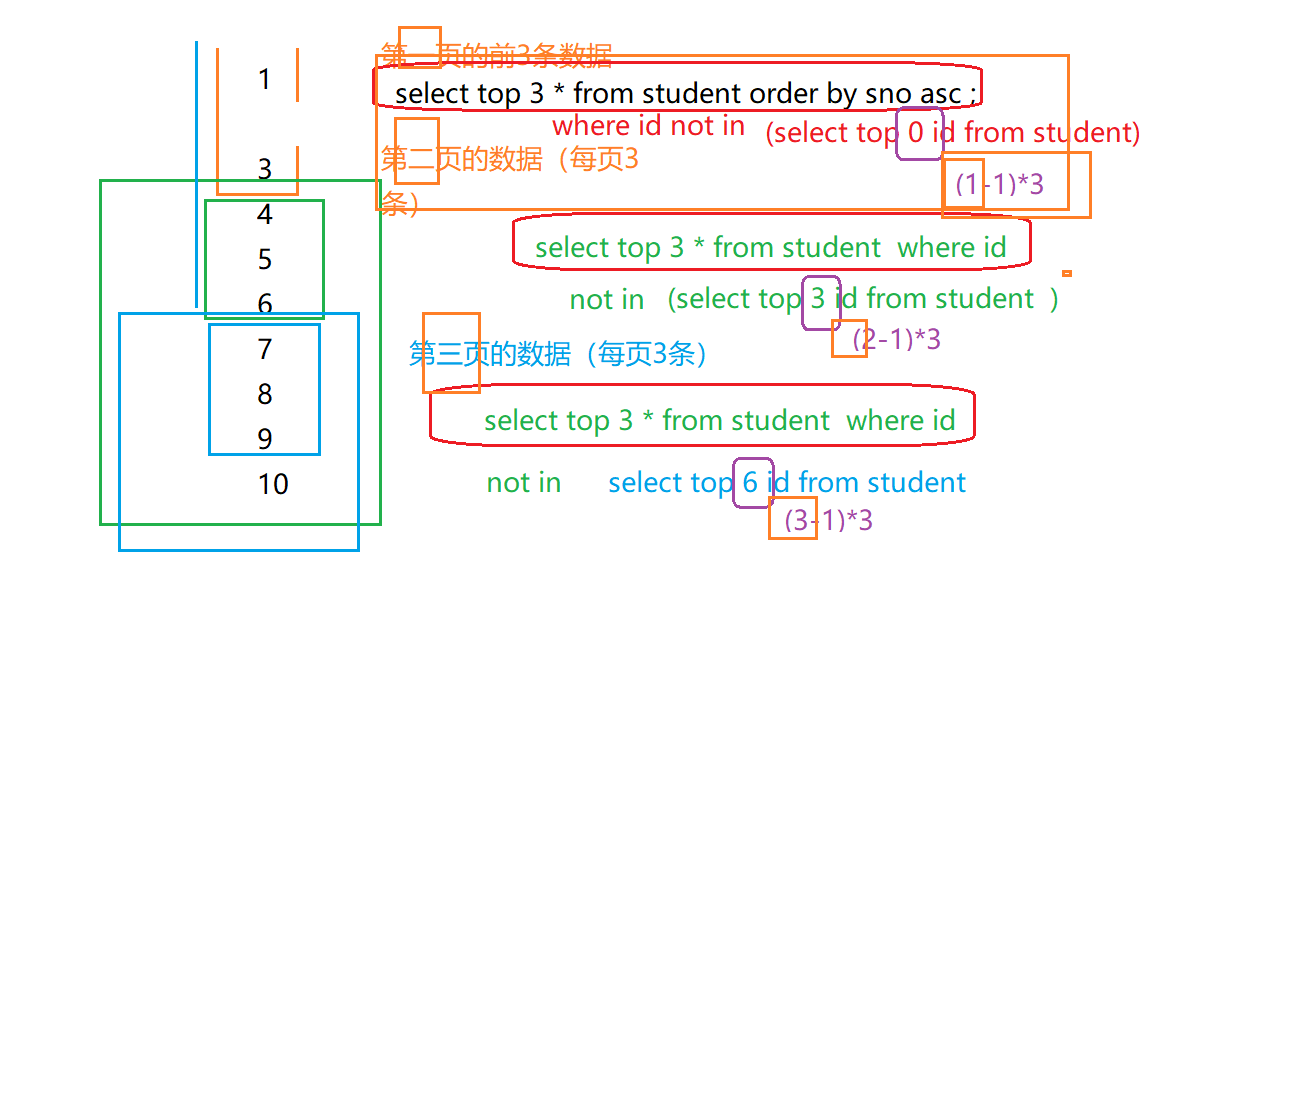 1
3
4
5
6
7
8
9
10
第一页的前3条数据
select top 3 * from student order by sno asc ;
where id not in (select top 0 id from student)
(1-1)*3
第二页的数据（每页3
条）
select top 3 * from student where id
not in (select top 3 id from student )
(2-1)*3
第三页的数据（每页3条）
select top 3 * from student where id
not in select top 6 id from student
(3-1)*3